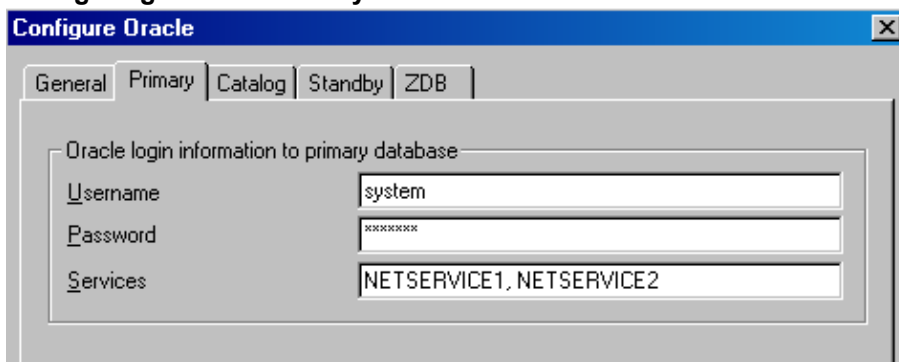 Configure Oracle
General Primary Catalog Standby ZDB
Oracle login information to primary database
Username system
Password *******
Services NETSERVICE1, NETSERVICE2